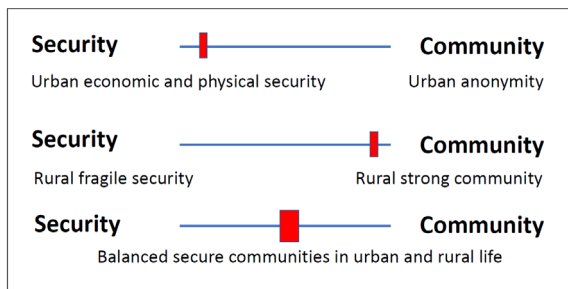 Security Community
Urban economic and physical security Urban anonymity
Security Community
Rural fragile security Rural strong community
Security Community
Balanced secure communities in urban and rural life